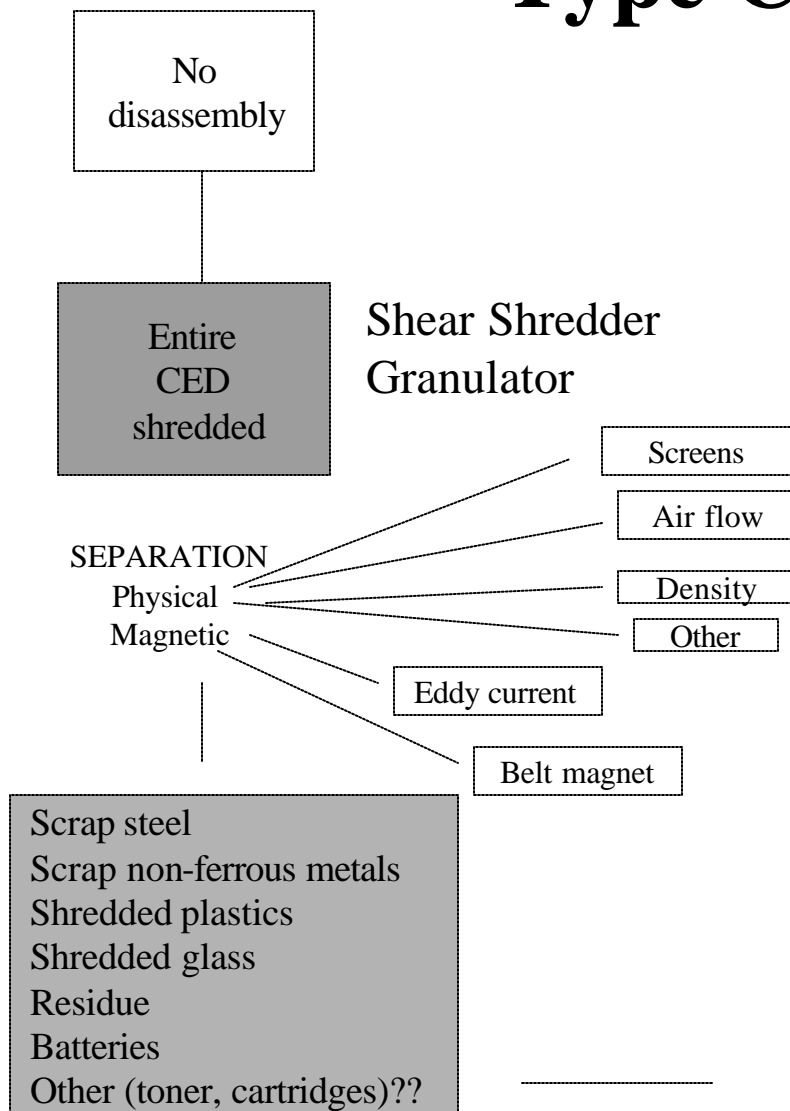 Type C
No
disassembly
Entire
CED
shredded
Shear Shredder
Granulator
Screens
Air flow
SEPARATION
Physical
Magnetic
Density
Other
Eddy current
Belt magnet
Scrap steel
Scrap non-ferrous metals
Shredded plastics
Shredded glass
Residue
Batteries
Other (toner, cartridges)??